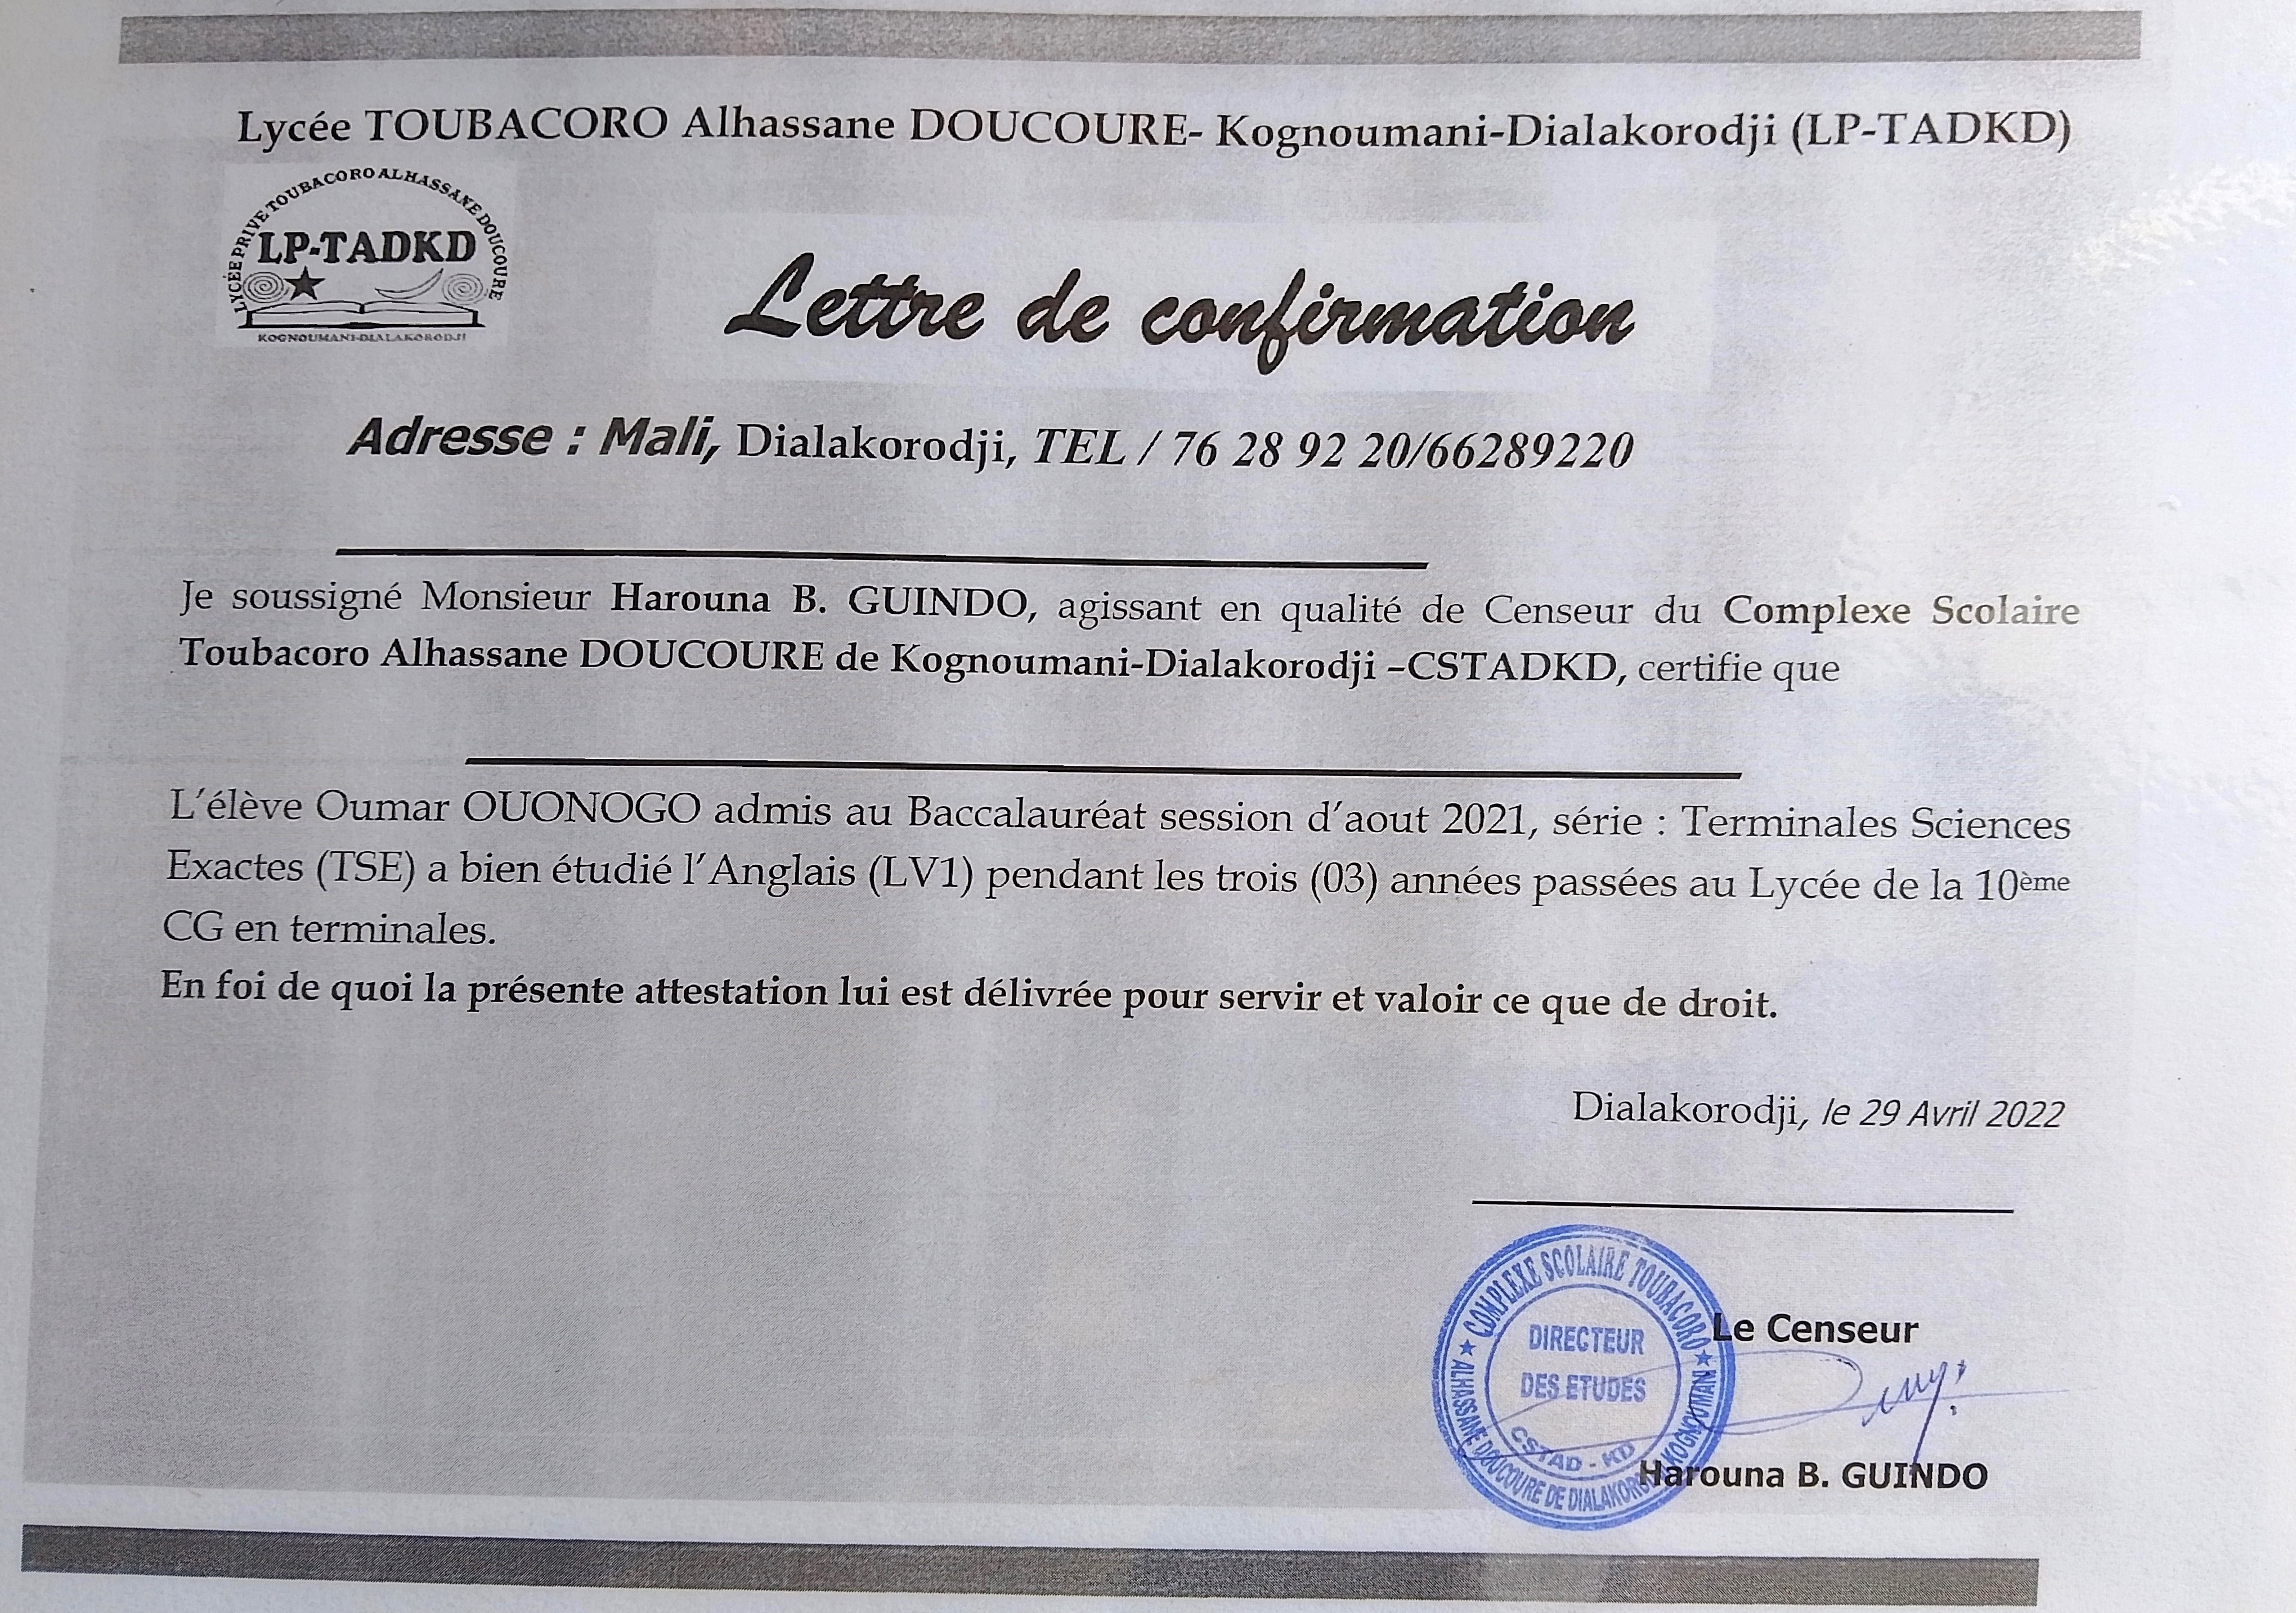 Lycée TOUBACORO Alhassane DOUCOURE- Kognoumani-Dialakorodji (LP-TADKD)
LYCÉE PRIVE TOUBACORO ALHASSANE DOUCOURE
LP-TADKD
KOGNOUMANI-DIALAKORODJI
Lettre de confirmation
Adresse : Mali, Dialakorodji, TEL / 76 28 92 20/66289220
Je soussigné Monsieur Harouna B. GUINDO, agissant en qualité de Censeur du Complexe Scolaire
Toubacoro Alhassane DOUCOURE de Kognoumani-Dialakorodji –CSTADKD, certifie que
L'élève Oumar OUONOGO admis au Baccalauréat session d'aout 2021, série : Terminales Sciences
Exactes (TSE) a bien étudié l'Anglais (LV1) pendant les trois (03) années passées au Lycée de la 10ème
CG en terminales.
En foi de quoi la présente attestation lui est délivrée pour servir et valoir ce que de droit.
Dialakorodji, le 29 Avril 2022
COMPLEXE SCOLAIRE TOUBACORO
DIRECTEUR
DES ETUDES
CSTAD - KD
ALHASSANE DOUCOURE DE KOGNOUMAN
Le Censeur
Harouna B. GUINDO